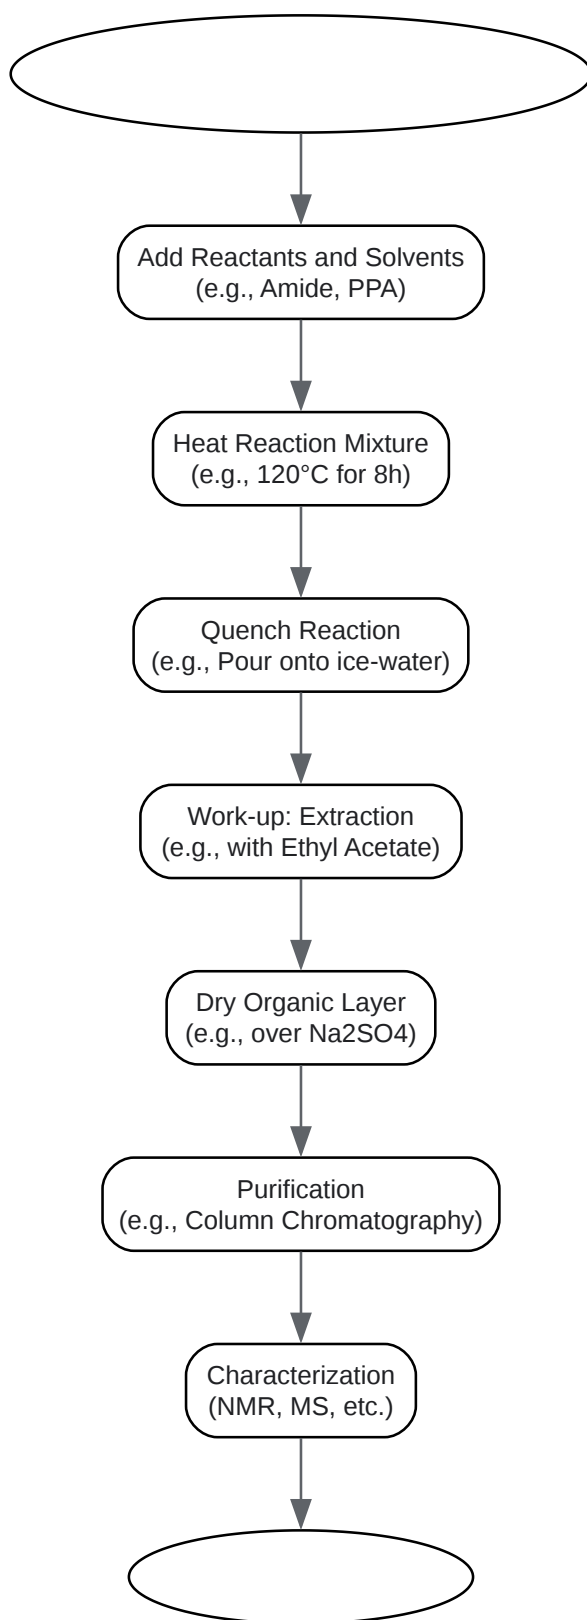 Add Reactants and Solvents
(e.g., Amide, PPA)
Heat Reaction Mixture
(e.g., 120°C for 8h)
Quench Reaction
(e.g., Pour onto ice-water)
Work-up: Extraction
(e.g., with Ethyl Acetate)
Dry Organic Layer
(e.g., over Na2SO4)
Purification
(e.g., Column Chromatography)
Characterization
(NMR, MS, etc.)